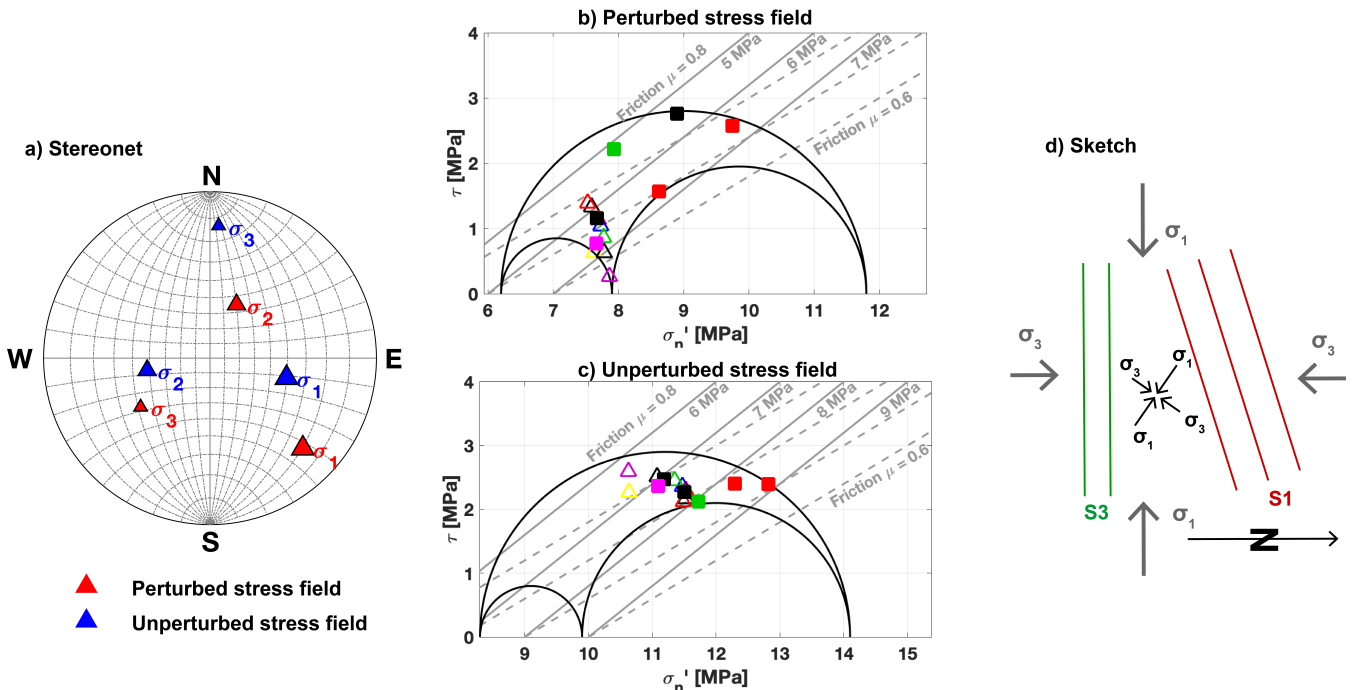 a) Stereonet
N
W
E
S
σ3
σ2
σ2
σ1
σ3
σ1
Perturbed stress field
Unperturbed stress field
b) Perturbed stress field
τ [MPa]
4
3
2
1
0
Friction μ = 0.8
5 MPa
6 MPa
7 MPa
Friction μ = 0.6
6 7 8 9 10 11 12
σn' [MPa]
c) Unperturbed stress field
τ [MPa]
4
3
2
1
0
Friction μ = 0.8
6 MPa
7 MPa
8 MPa
9 MPa
Friction μ = 0.6
9 10 11 12 13 14 15
σn' [MPa]
d) Sketch
σ1
σ3
σ3
σ3
σ1
σ1
σ3
S3
σ1
S1
N